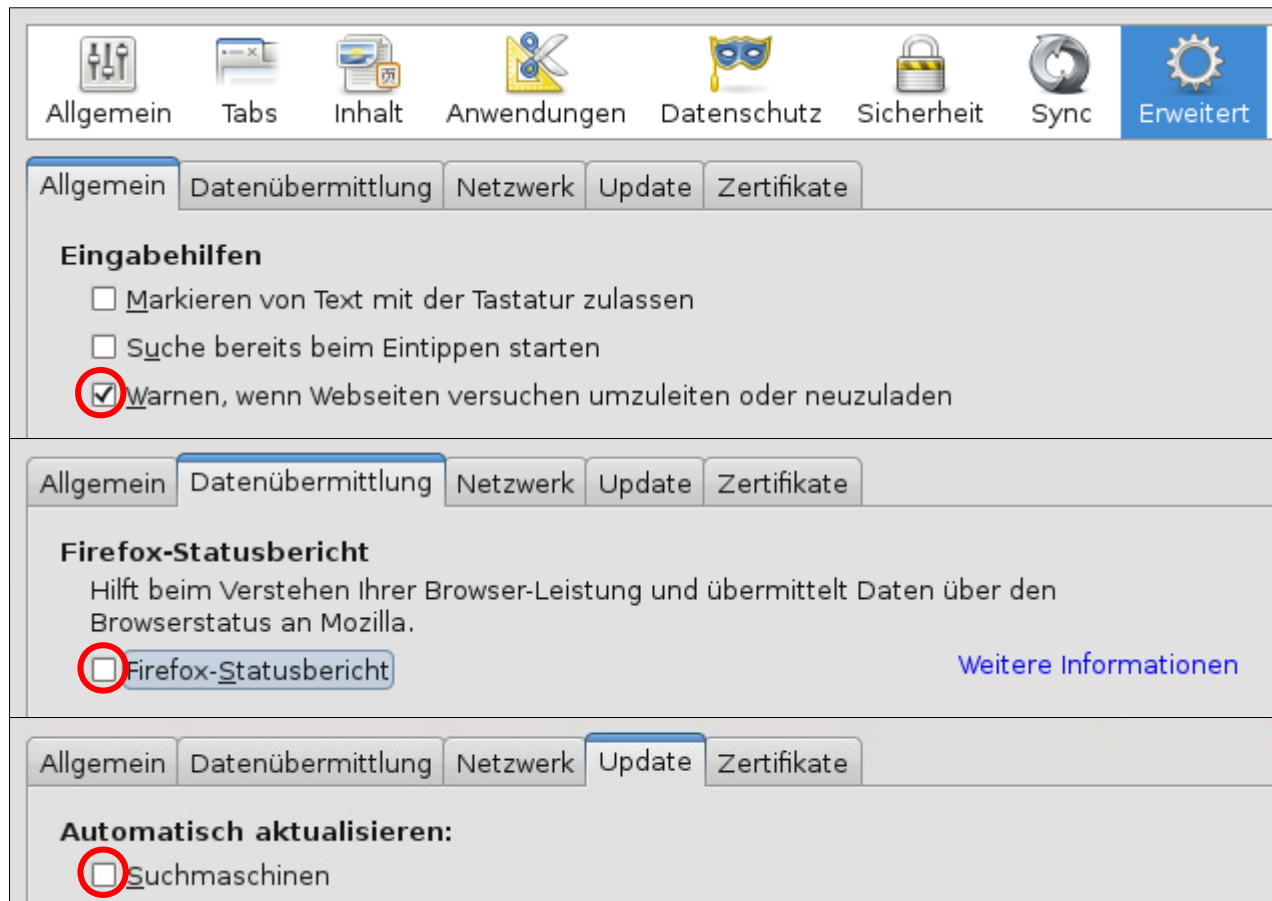 Allgemein Tabs Inhalt Anwendungen Datenschutz Sicherheit Sync Erweitert
Allgemein Datenübermittlung Netzwerk Update Zertifikate
Eingabehilfen
Markieren von Text mit der Tastatur zulassen
Suche bereits beim Eintippen starten
Warnen, wenn Webseiten versuchen umzuleiten oder neuzuladen
Allgemein Datenübermittlung Netzwerk Update Zertifikate
Firefox-Statusbericht
Hilft beim Verstehen Ihrer Browser-Leistung und übermittelt Daten über den
Browserstatus an Mozilla.
Firefox-Statusbericht Weitere Informationen
Allgemein Datenübermittlung Netzwerk Update Zertifikate
Automatisch aktualisieren:
Suchmaschinen